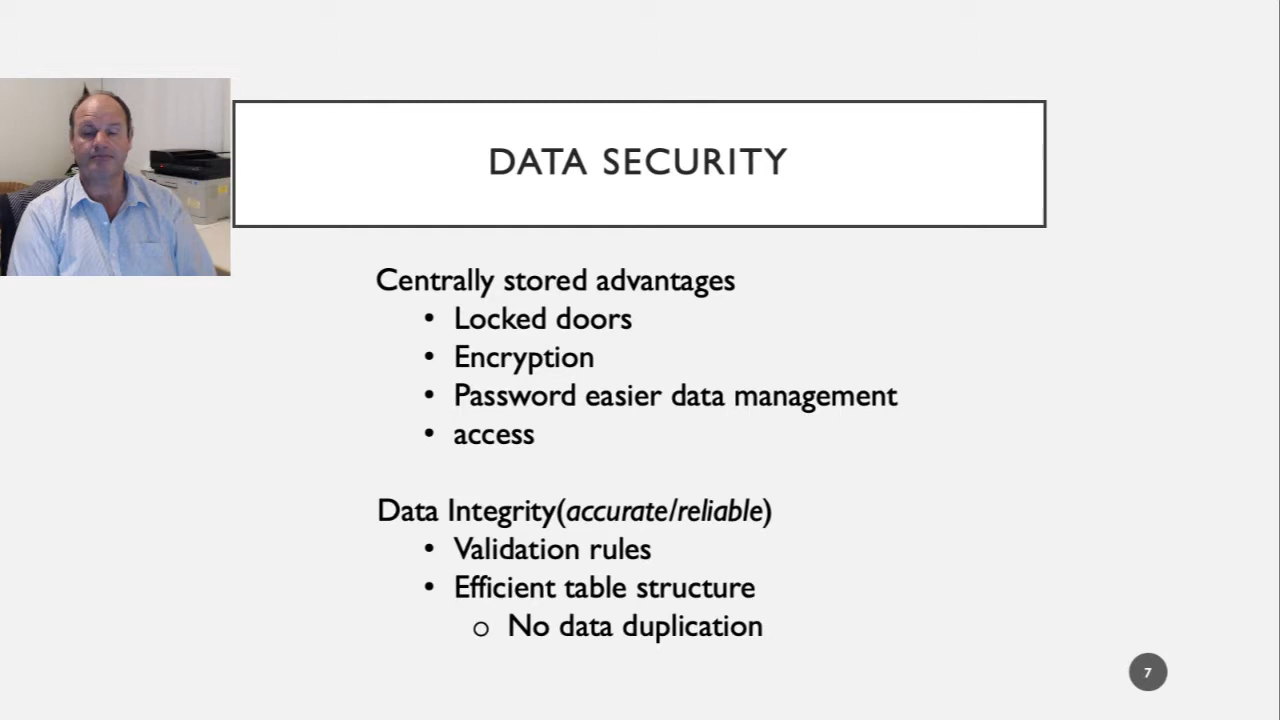 DATA SECURITY
Centrally stored advantages
• Locked doors
• Encryption
• Password easier data management
• access
Data Integrity(accurate/reliable)
• Validation rules
• Efficient table structure
o No data duplication
7